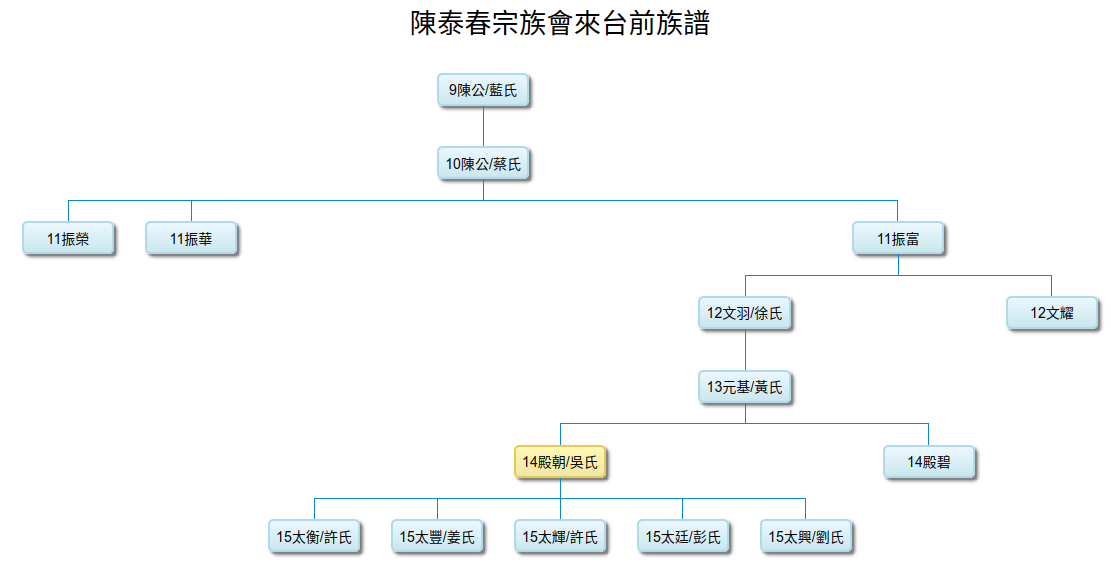 陳泰春宗族會來台前族譜
9陳公/藍氏
10陳公/蔡氏
11振榮
11振華
11振富
12文羽/徐氏
12文耀
13元基/黃氏
14殿朝/吳氏
14殿碧
15太衡/許氏
15太豐/姜氏
15太輝/許氏
15太廷/彭氏
15太興/劉氏